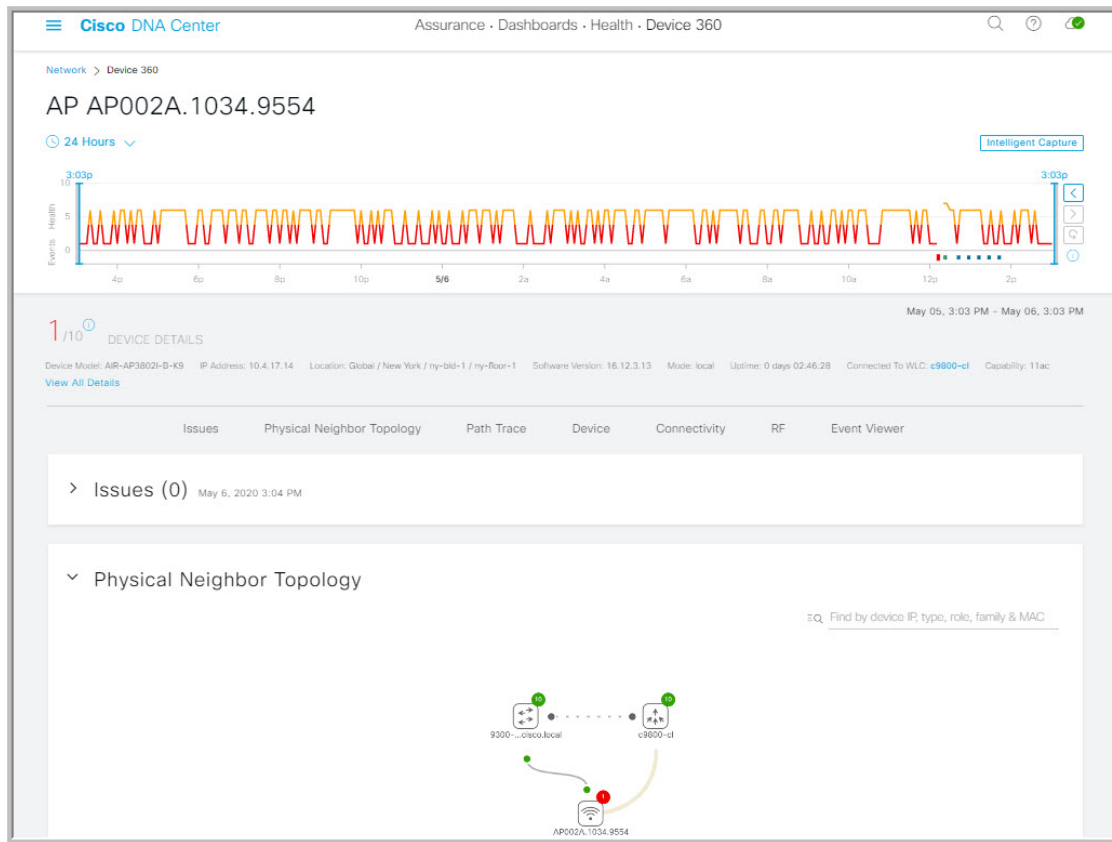 Cisco DNA Center
Assurance · Dashboards · Health · Device 360
Network > Device 360
AP AP002A.1034.9554
24 Hours
Intelligent Capture
3:03p 3:03p
10
5
0
Health
Events
4p 6p 8p 10p 5/6 2a 4a 6a 8a 10a 12p 2p
May 05, 3:03 PM - May 06, 3:03 PM
1/10 DEVICE DETAILS
Device Model: AIR-AP3802I-B-K9 IP Address: 10.4.17.14 Location: Global / New York / ny-bld-1 / ny-floor-1 Software Version: 16.12.3.13 Mode: local Uptime: 0 days 02:46:28 Connected To WLC: c9800-cl Capability: 11ac
View All Details
Issues Physical Neighbor Topology Path Trace Device Connectivity RF Event Viewer
Issues (0) May 6, 2020 3:04 PM
Physical Neighbor Topology
Find by device IP, type, role, family & MAC
10 10
9300-...cisco.local c9800-cl
1
AP002A.1034.9554